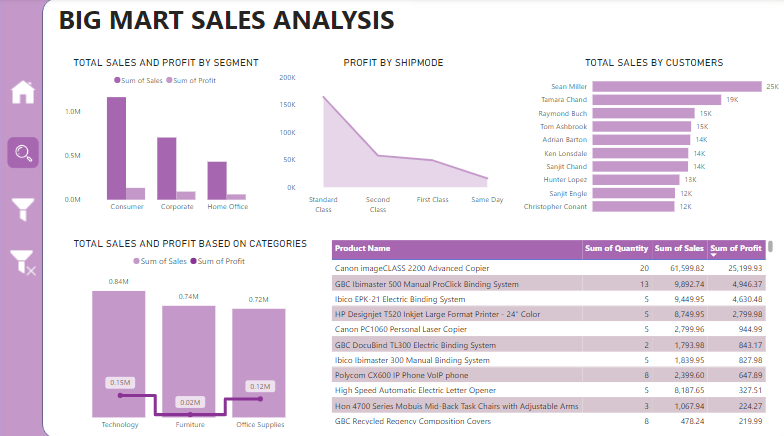 BIG MART SALES ANALYSIS
TOTAL SALES AND PROFIT BY SEGMENT
Sum of Sales Sum of Profit
1.0M
0.5M
0.0M
Consumer Corporate Home Office
PROFIT BY SHIPMODE
200K
150K
100K
50K
0K
Standard Class Second Class First Class Same Day
TOTAL SALES BY CUSTOMERS
Sean Miller 25K
Tamara Chand 19K
Raymond Buch 15K
Tom Ashbrook 15K
Adrian Barton 14K
Ken Lonsdale 14K
Sanjit Chand 14K
Hunter Lopez 13K
Sanjit Engle 12K
Christopher Conant 12K
TOTAL SALES AND PROFIT BASED ON CATEGORIES
Sum of Sales Sum of Profit
0.84M 0.74M 0.72M
0.15M 0.02M 0.12M
Technology Furniture Office Supplies
Product Name Sum of Quantity Sum of Sales Sum of Profit
Canon imageCLASS 2200 Advanced Copier 20 61,599.82 25,199.93
GBC Ibimaster 500 Manual ProClick Binding System 13 9,892.74 4,946.37
Ibico EPK-21 Electric Binding System 5 9,449.95 4,630.48
HP Designjet T520 Inkjet Large Format Printer - 24" Color 5 8,749.95 2,799.98
Canon PC1060 Personal Laser Copier 5 2,799.96 944.99
GBC DocuBind TL300 Electric Binding System 2 1,793.98 843.17
Ibico Ibimaster 300 Manual Binding System 5 1,839.95 827.98
Polycom CX600 IP Phone VoIP phone 8 2,399.60 647.89
High Speed Automatic Electric Letter Opener 5 8,187.65 327.51
Hon 4700 Series Mobuis Mid-Back Task Chairs with Adjustable Arms 3 1,067.94 224.27
GBC Recycled Regency Composition Covers 8 478.24 219.99